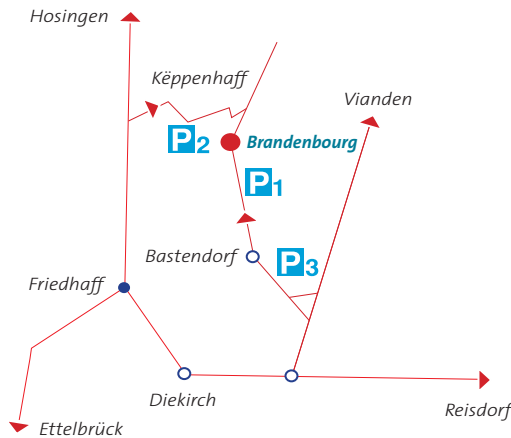 Hosingen
Këppenhaff
Vianden
P2
Brandenbourg
P1
Bastendorf
P3
Friedhaff
Diekirch
Reisdorf
Ettelbrück